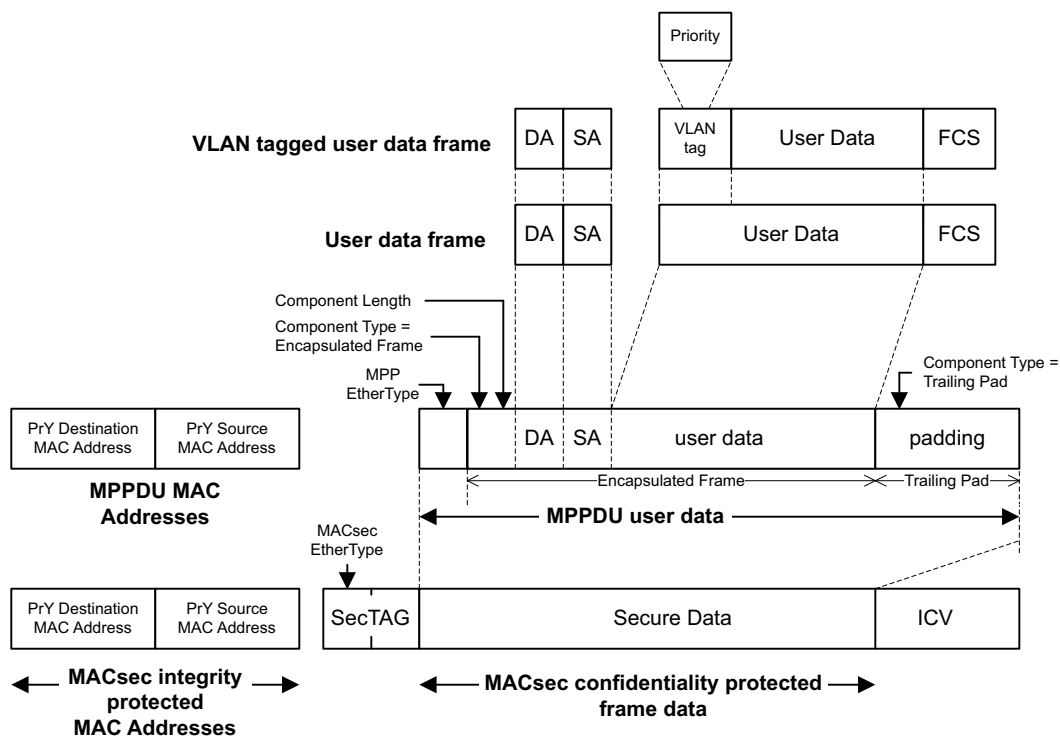 Priority
VLAN tagged user data frame
DA
SA
VLAN
tag
User Data
FCS
User data frame
DA
SA
User Data
FCS
Component Length
Component Type =
Encapsulated Frame
MPP
EtherType
Component Type =
Trailing Pad
PrY Destination
MAC Address
PrY Source
MAC Address
DA
SA
user data
padding
Encapsulated Frame
Trailing Pad
MPPDU MAC
Addresses
MPPDU user data
MACsec
EtherType
PrY Destination
MAC Address
PrY Source
MAC Address
SecTAG
Secure Data
ICV
MACsec integrity
protected
MAC Addresses
MACsec confidentiality protected
frame data